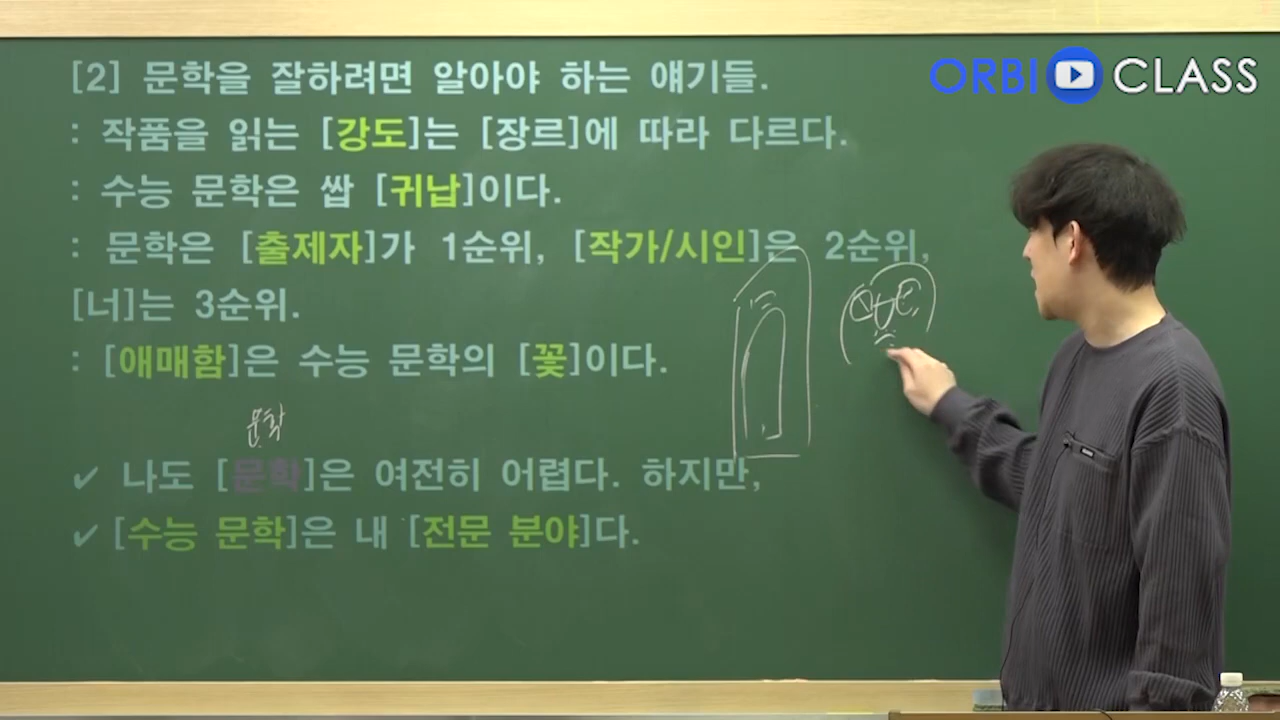 [2] 문학을 잘하려면 알아야 하는 얘기들.
ORBI CLASS
: 작품을 읽는 [강도]는 [장르]에 따라 다르다.
: 수능 문학은 쌉 [귀납]이다.
: 문학은 [출제자]가 1순위, [작가/시인]은 2순위,
[너]는 3순위.
: [애매함]은 수능 문학의 [꽃]이다.
문학
✔ 나도 [문학]은 여전히 어렵다. 하지만,
✔ [수능 문학]은 내 [전문 분야]다.